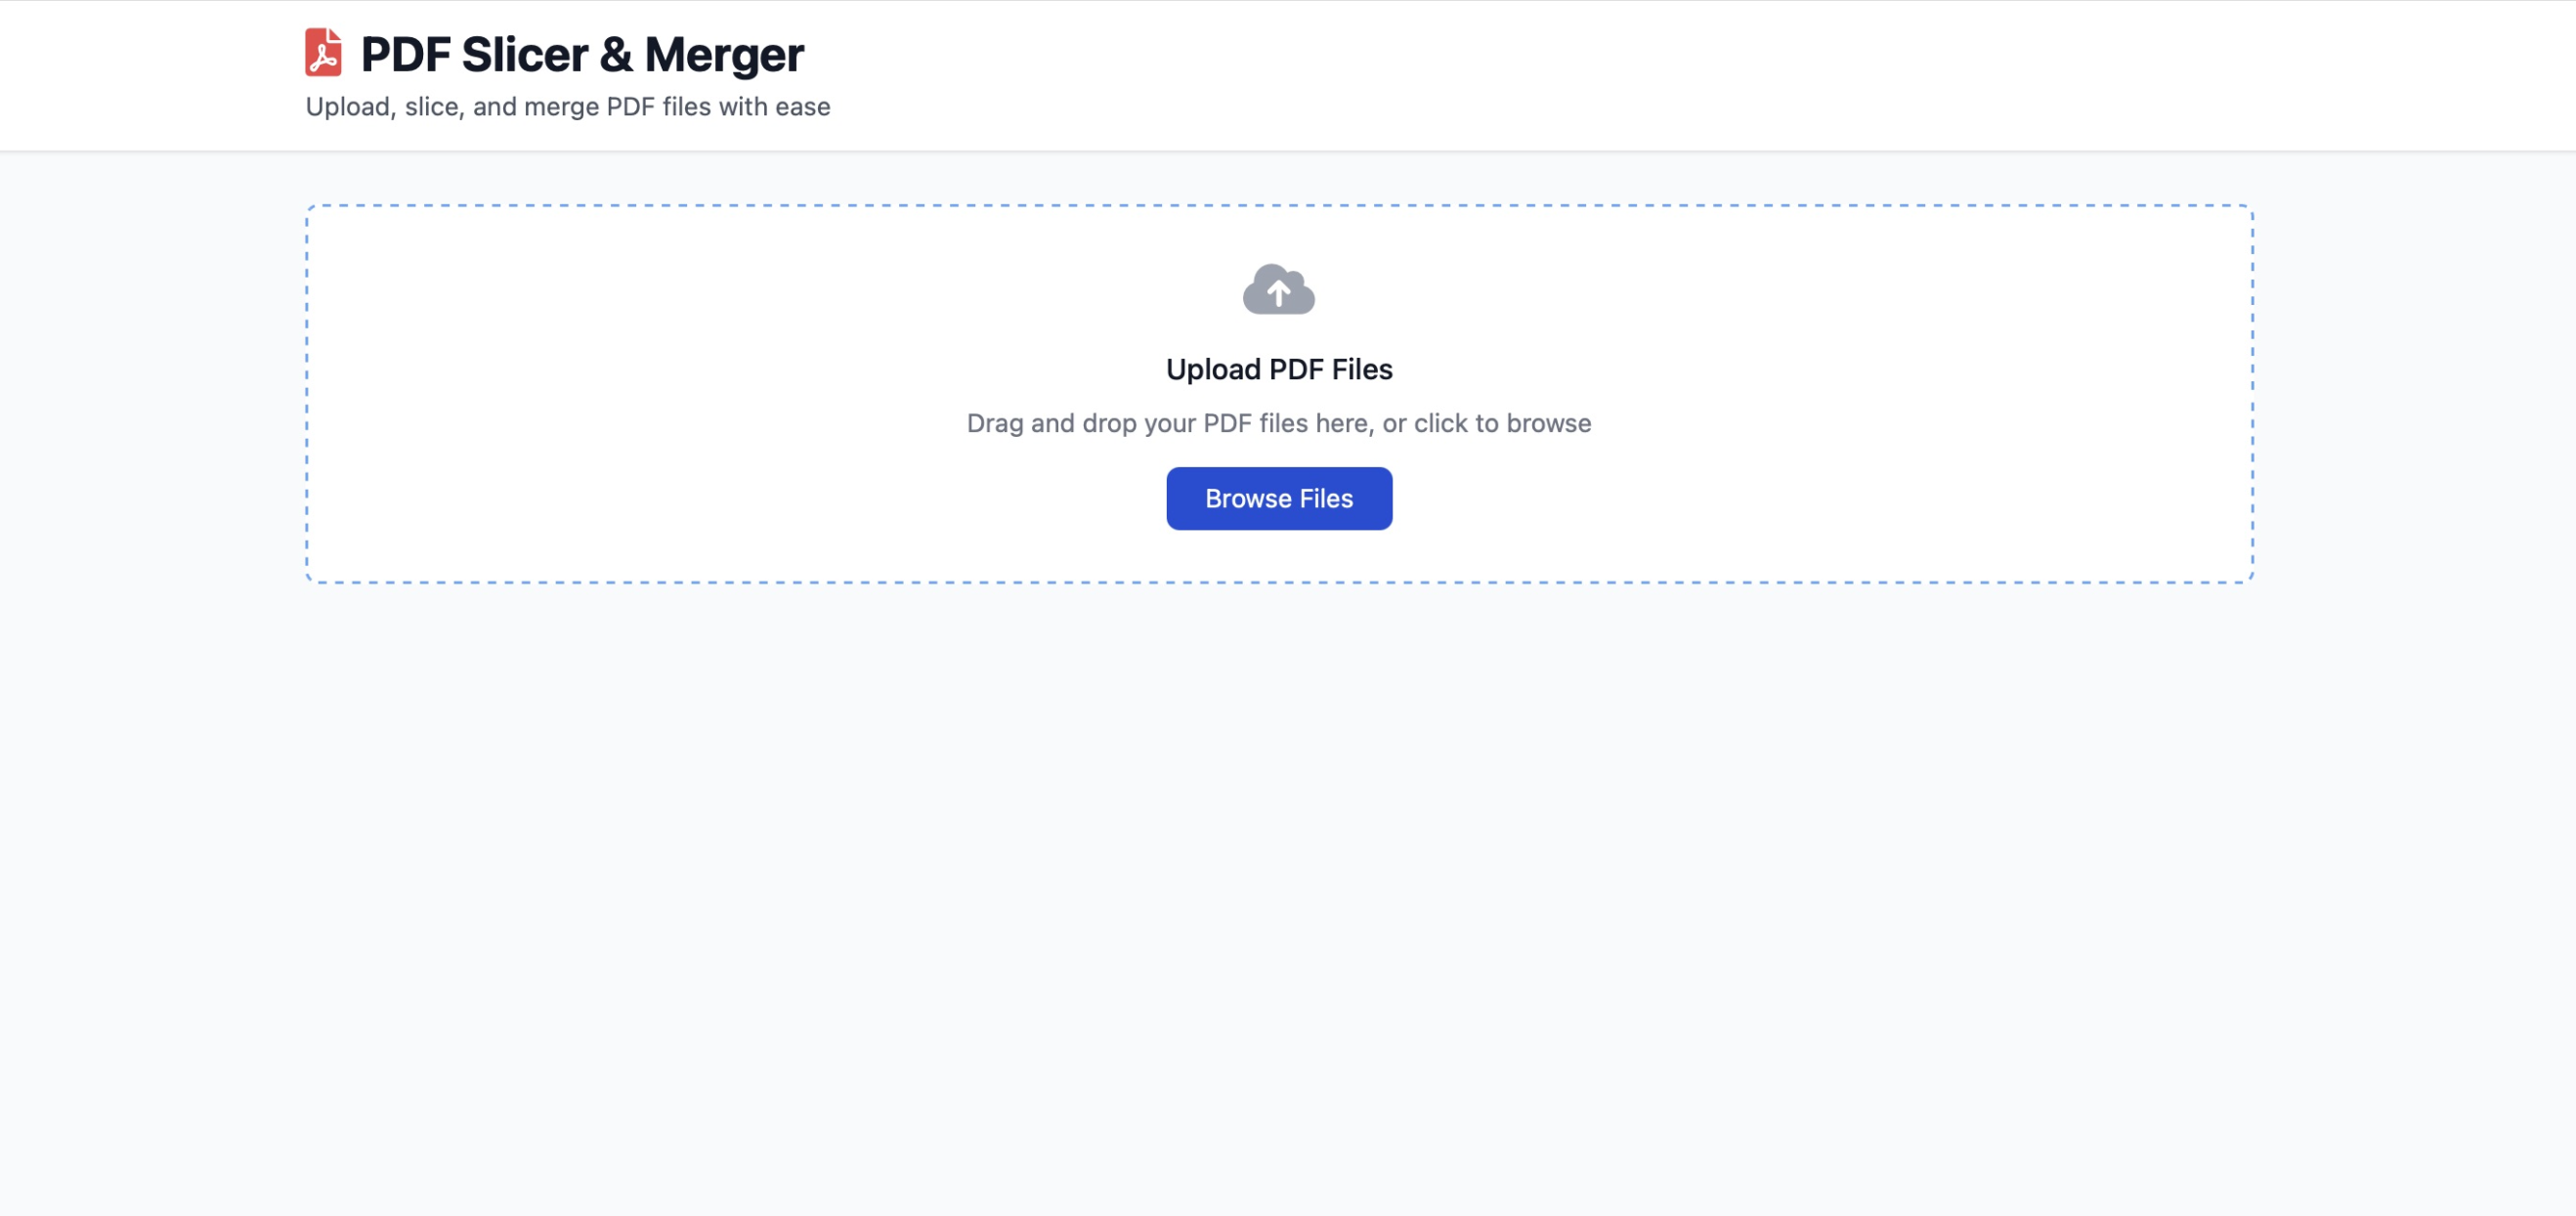 PDF Slicer & Merger
Upload, slice, and merge PDF files with ease
Upload PDF Files
Drag and drop your PDF files here, or click to browse
Browse Files